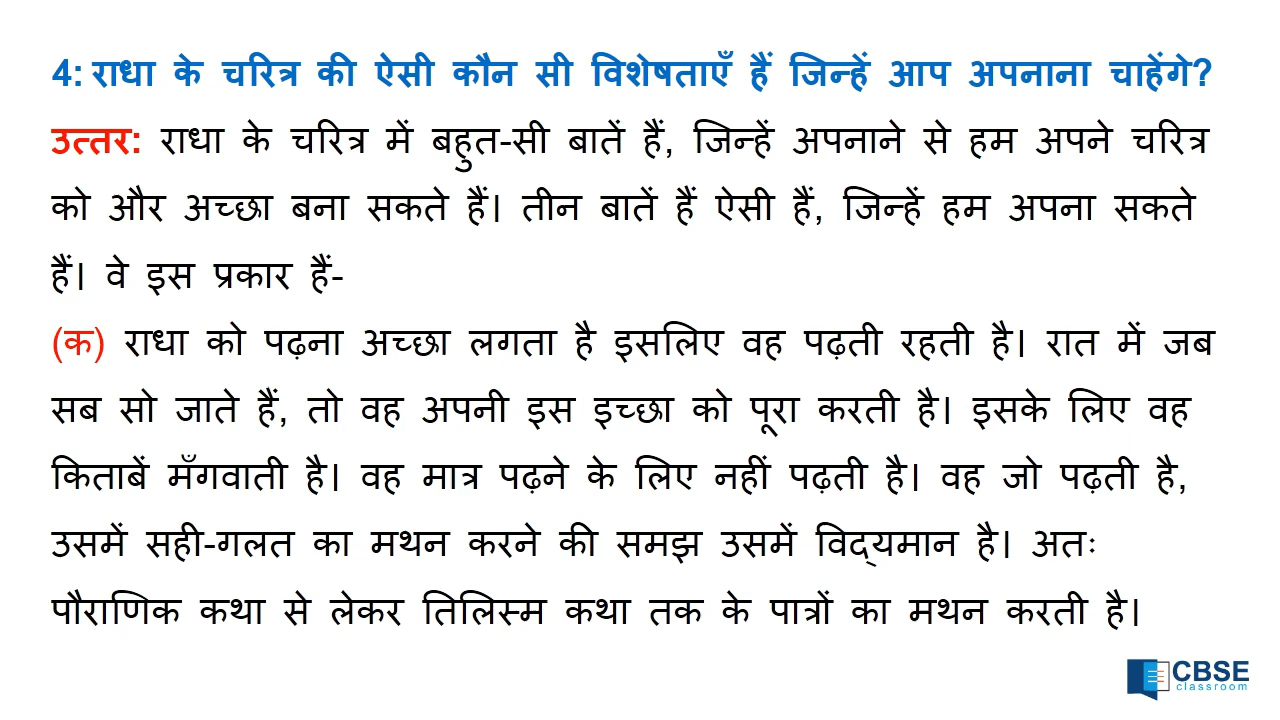 4: राधा के चरित्र की ऐसी कौन सी विशेषताएँ हैं जिन्हें आप अपनाना चाहेंगे?
उत्तर: राधा के चरित्र में बहुत-सी बातें हैं, जिन्हें अपनाने से हम अपने चरित्र
को और अच्छा बना सकते हैं। तीन बातें हैं ऐसी हैं, जिन्हें हम अपना सकते
हैं। वे इस प्रकार हैं-
(क) राधा को पढ़ना अच्छा लगता है इसलिए वह पढ़ती रहती है। रात में जब
सब सो जाते हैं, तो वह अपनी इस इच्छा को पूरा करती है। इसके लिए वह
किताबें मँगवाती है। वह मात्र पढ़ने के लिए नहीं पढ़ती है। वह जो पढ़ती है,
उसमें सही-गलत का मथन करने की समझ उसमें विद्‌यमान है। अतः
पौराणिक कथा से लेकर तिलिस्म कथा तक के पात्रों का मथन करती है।
CBSE
classroom